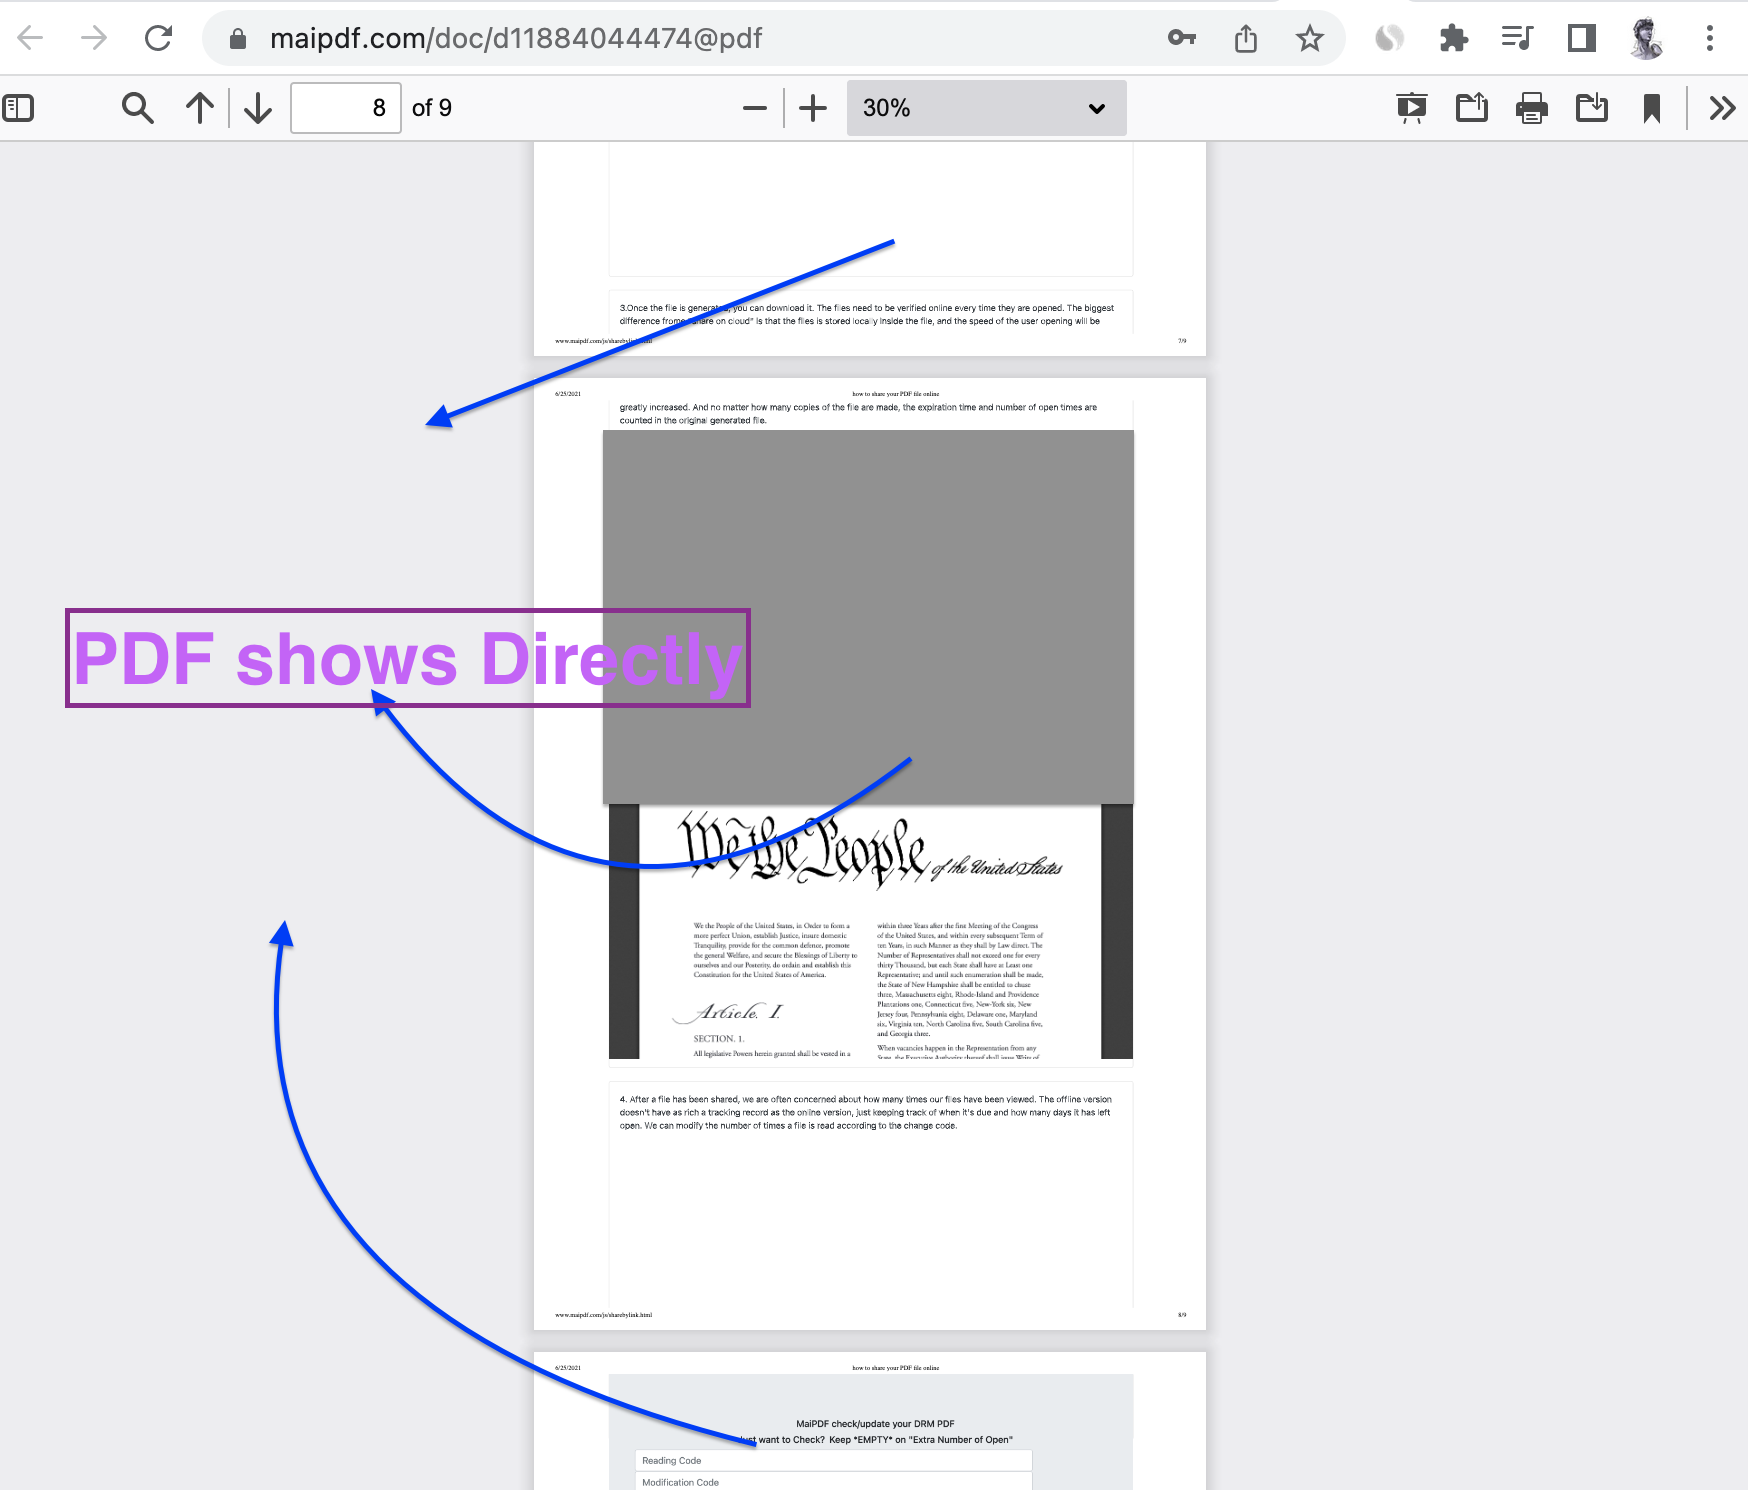 maipdf.com/doc/d11884044474@pdf
8 of 9
30%
3.Once the file is generated, you can download it. The files need to be verified online every time they are opened. The biggest
difference frome "share on cloud" is that the files is stored locally inside the file, and the speed of the user opening will be
www.maipdf.com/js/sharebylink.html
7/9
6/25/2021
how to share your PDF file online
greatly increased. And no matter how many copies of the file are made, the expiration time and number of open times are
counted in the original generated file.
PDF shows Directly
We the People of the United States
We the People of the United States, in Order to form a
more perfect Union, establish Justice, insure domestic
Tranquility, provide for the common defence, promote
the general Welfare, and secure the Blessings of Liberty to
ourselves and our Posterity, do ordain and establish this
Constitution for the United States of America.
Article. I.
SECTION. 1.
All legislative Powers herein granted shall be vested in a
within three Years after the first Meeting of the Congress
of the United States, and within every subsequent Term of
ten Years, in such Manner as they shall by Law direct. The
Number of Representatives shall not exceed one for every
thirty Thousand, but each State shall have at Least one
Representative; and until such enumeration shall be made,
the State of New Hampshire shall be entitled to chuse
three, Massachusetts eight, Rhode-Island and Providence
Plantations one, Connecticut five, New-York six, New
Jersey four, Pennsylvania eight, Delaware one, Maryland
six, Virginia ten, North Carolina five, South Carolina five,
and Georgia three.
When vacancies happen in the Representation from any
State, the Executive Authority thereof shall issue Writs of
4. After a file has been shared, we are often concerned about how many times our files have been viewed. The offline version
doesn't have as rich a tracking record as the online version, just keeping track of when it's due and how many days it has left
open. We can modify the number of times a file is read according to the change code.
www.maipdf.com/js/sharebylink.html
8/9
6/25/2021
how to share your PDF file online
MaiPDF check/update your DRM PDF
Just want to Check? Keep *EMPTY* on "Extra Number of Open"
Reading Code
Modification Code